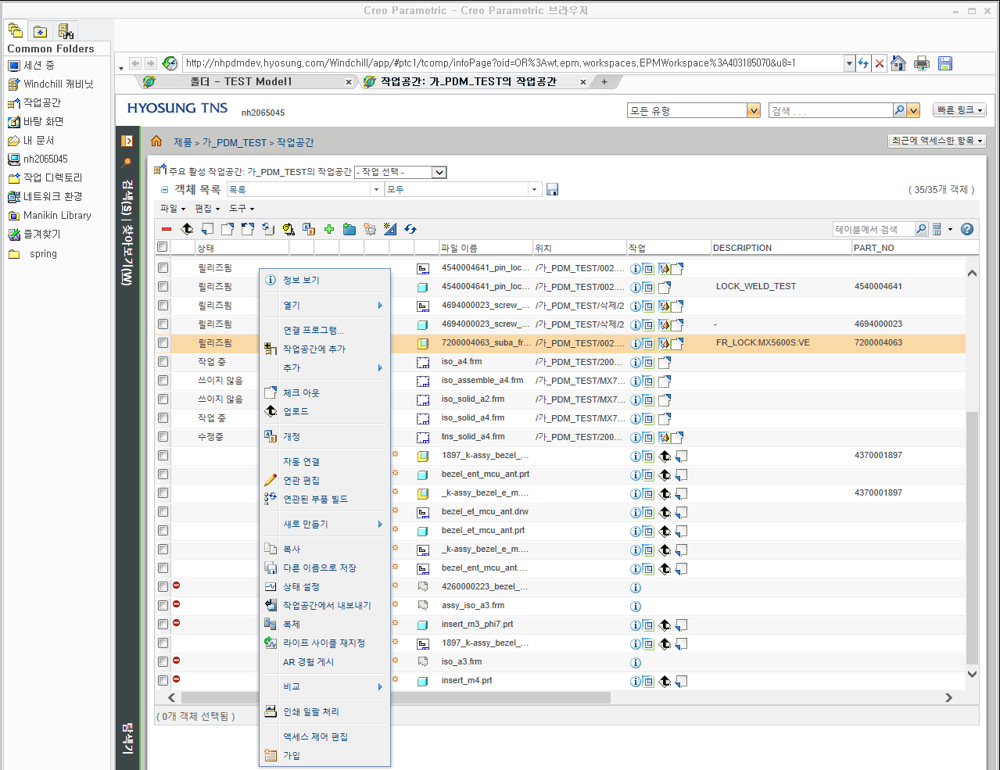 Creo Parametric - Creo Parametric 브라우저
Common Folders
세션 중
Windchill 캐비닛
작업공간
바탕 화면
내 문서
nh2065045
작업 디렉토리
네트워크 환경
Manikin Library
즐겨찾기
spring
http://nhpdmdev.hyosung.com/Windchill/app/#ptc1/tcomp/infoPage?oid=OR%3Awt.epm.workspaces.EPMWorkspace%3A403185070&u8=1
폴더 - TEST Model1
작업공간: 가_PDM_TEST의 작업공간
HYOSUNG TNS
nh2065045
모든 유형
검색 . . .
빠른 링크
제품 > 가_PDM_TEST > 작업공간
최근에 액세스한 항목
검색(S) | 찾아보기(W)
탐색기
주요 활성 작업공간: 가_PDM_TEST의 작업공간
- 작업 선택 -
객체 목록
목록
모두
( 35/35개 객체 )
파일 편집 도구
테이블에서 검색
상태 파일 이름 위치 작업 DESCRIPTION PART_NO
릴리즈됨 4540004641_pin_loc... /가_PDM_TEST/002....
릴리즈됨 4540004641_pin_loc... /가_PDM_TEST/002.... LOCK_WELD_TEST 4540004641
릴리즈됨 4694000023_screw_... /가_PDM_TEST/삭제/2
릴리즈됨 4694000023_screw_... /가_PDM_TEST/삭제/2 - 4694000023
릴리즈됨 7200004063_suba_fr... /가_PDM_TEST/002.... FR_LOCK:MX5600S:VE 7200004063
작업 중 iso_a4.frm /가_PDM_TEST/200...
쓰이지 않음 iso_assemble_a4.frm /가_PDM_TEST/MX7...
쓰이지 않음 iso_solid_a2.frm /가_PDM_TEST/MX7...
작업 중 iso_solid_a4.frm /가_PDM_TEST/MX7...
수정중 tns_solid_a4.frm /가_PDM_TEST/200...
1897_k-assy_bezel_... 4370001897
bezel_ent_mcu_ant.prt
_k-assy_bezel_e_m.... 4370001897
bezel_et_mcu_ant.drw
bezel_et_mcu_ant.prt
_k-assy_bezel_e_m....
bezel_ent_mcu_ant....
4260000223_bezel_...
assy_iso_a3.frm
insert_m3_phi7.prt
1897_k-assy_bezel_...
iso_a3.frm
insert_m4.prt
( 0개 객체 선택됨 )
정보 보기
열기
연결 프로그램...
작업공간에 추가
추가
체크 아웃
업로드
개정
자동 연결
연관 편집
연관된 부품 빌드
새로 만들기
복사
다른 이름으로 저장
상태 설정
작업공간에서 내보내기
복제
라이프 사이클 재지정
AR 경험 게시
비교
인쇄 일괄 처리
액세스 제어 편집
가입